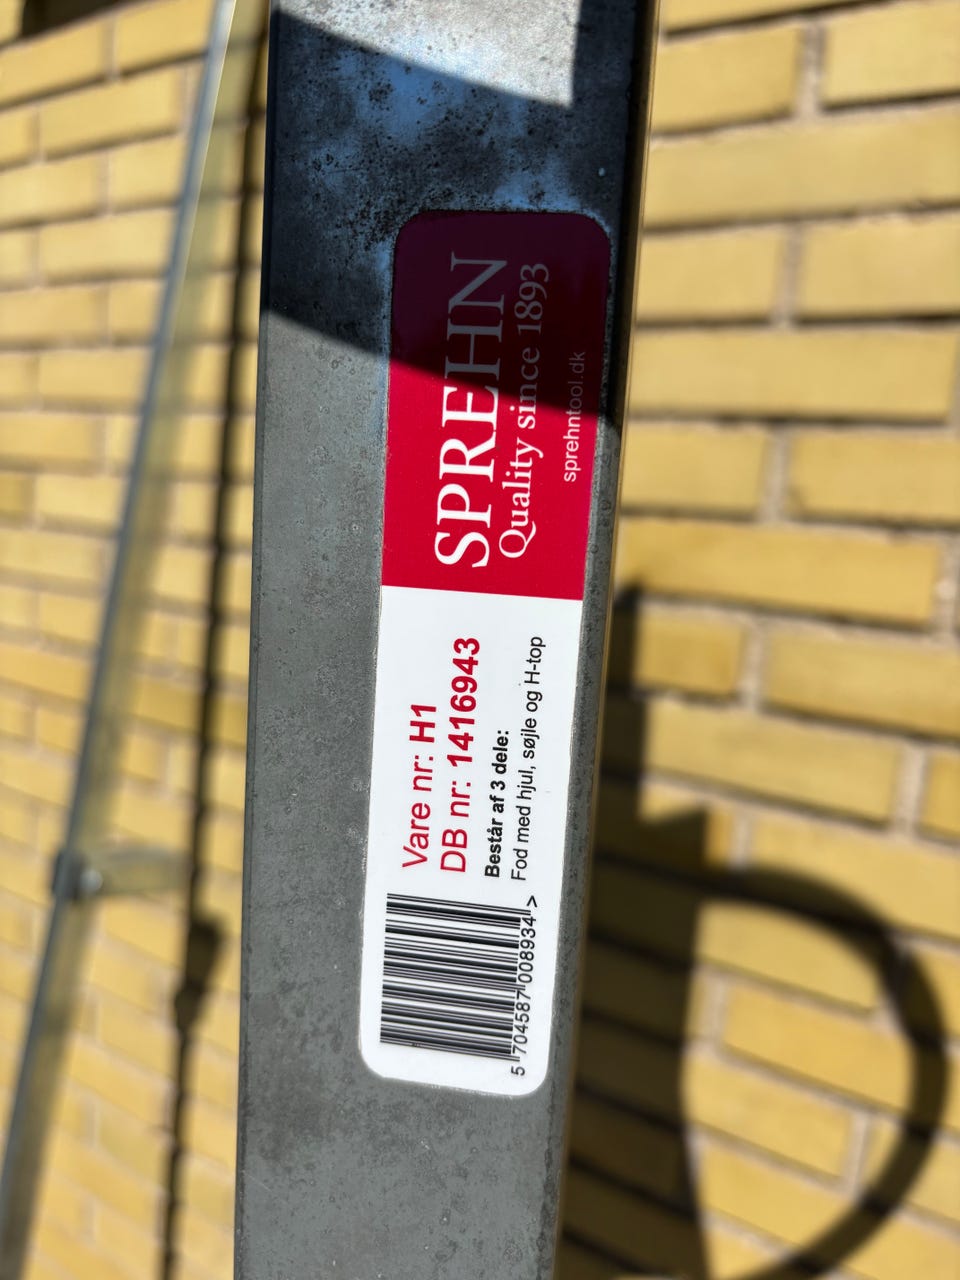 SPREHN
Quality since 1893
sprehntool.dk
Vare nr: H1
DB nr: 1416943
Består af 3 dele:
Fod med hjul, søjle og H-top
5 704587 008934 >